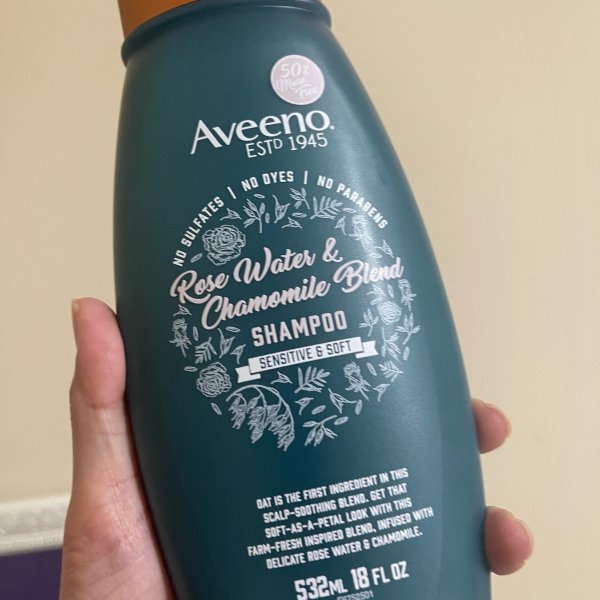 50% More Free
Aveeno®
ESTD 1945
NO SULFATES | NO DYES | NO PARABENS
Rose Water &
Chamomile Blend
SHAMPOO
SENSITIVE & SOFT
OAT IS THE FIRST INGREDIENT IN THIS
SCALP-SOOTHING BLEND. GET THAT
SOFT-AS-A-PETAL LOOK WITH THIS
FARM-FRESH INSPIRED BLEND, INFUSED WITH
DELICATE ROSE WATER & CHAMOMILE.
532ML 18 FL OZ